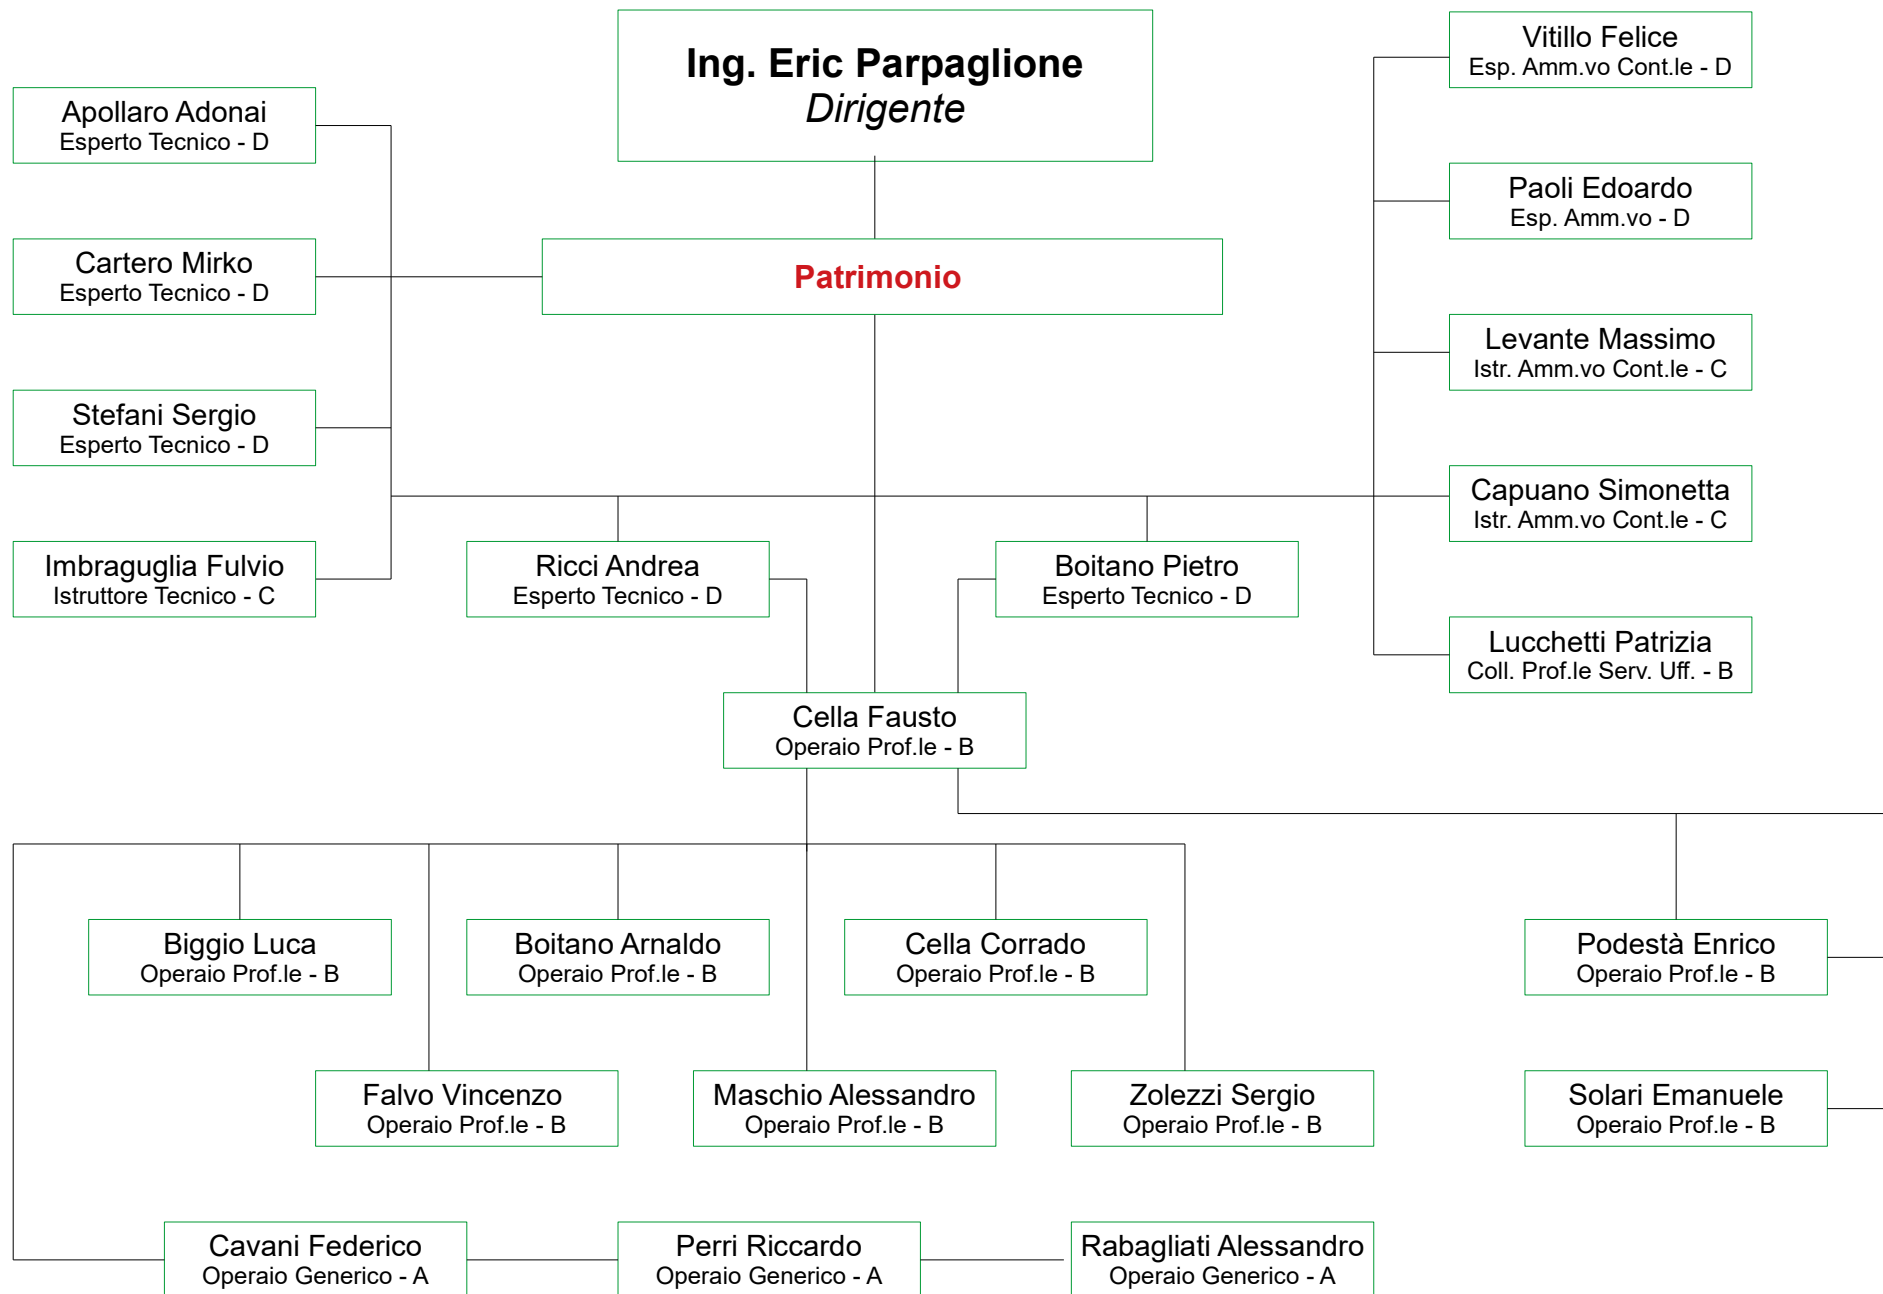 Ing. Eric Parpaglione
Dirigente
Vitillo Felice
Esp. Amm.vo Cont.le - D
Apollaro Adonai
Esperto Tecnico - D
Paoli Edoardo
Esp. Amm.vo - D
Cartero Mirko
Esperto Tecnico - D
Patrimonio
Levante Massimo
Istr. Amm.vo Cont.le - C
Stefani Sergio
Esperto Tecnico - D
Capuano Simonetta
Istr. Amm.vo Cont.le - C
Imbraguglia Fulvio
Istruttore Tecnico - C
Ricci Andrea
Esperto Tecnico - D
Boitano Pietro
Esperto Tecnico - D
Lucchetti Patrizia
Coll. Prof.le Serv. Uff. - B
Cella Fausto
Operaio Prof.le - B
Biggio Luca
Operaio Prof.le - B
Boitano Arnaldo
Operaio Prof.le - B
Cella Corrado
Operaio Prof.le - B
Podestà Enrico
Operaio Prof.le - B
Falvo Vincenzo
Operaio Prof.le - B
Maschio Alessandro
Operaio Prof.le - B
Zolezzi Sergio
Operaio Prof.le - B
Solari Emanuele
Operaio Prof.le - B
Cavani Federico
Operaio Generico - A
Perri Riccardo
Operaio Generico - A
Rabagliati Alessandro
Operaio Generico - A